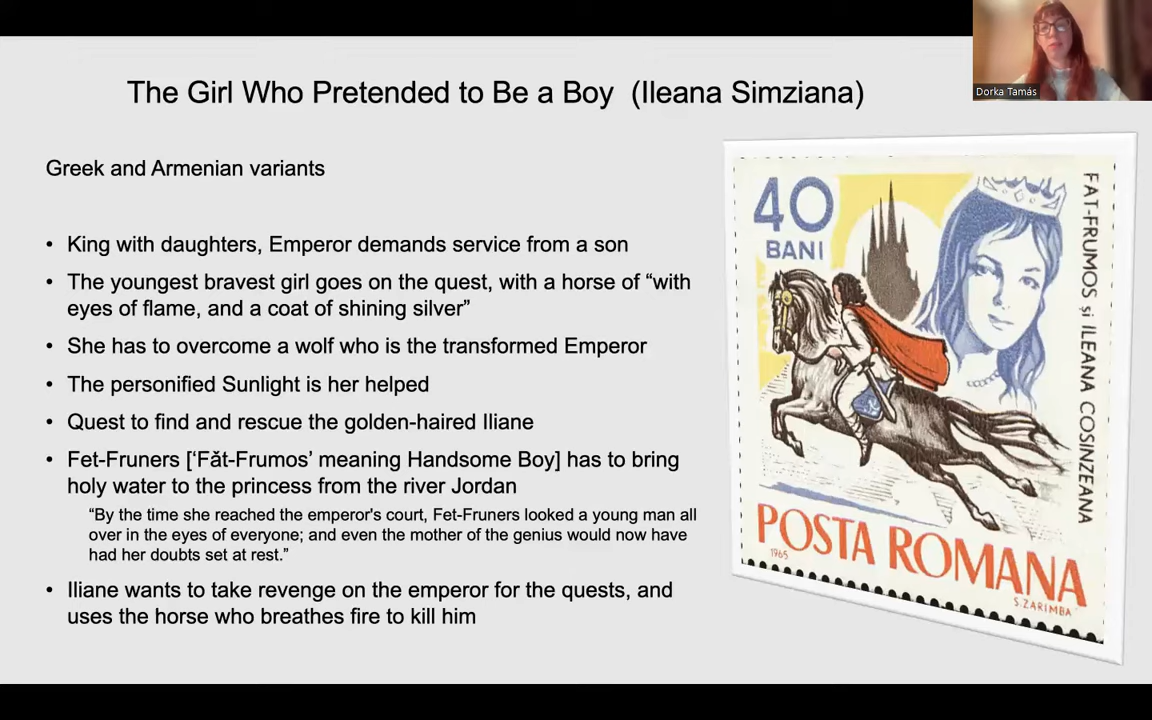 The Girl Who Pretended to Be a Boy (Ileana Simziana)
Dorka Tamás
Greek and Armenian variants
• King with daughters, Emperor demands service from a son
• The youngest bravest girl goes on the quest, with a horse of “with
eyes of flame, and a coat of shining silver”
• She has to overcome a wolf who is the transformed Emperor
• The personified Sunlight is her helped
• Quest to find and rescue the golden-haired Iliane
• Fet-Fruners [‘Făt-Frumos’ meaning Handsome Boy] has to bring
holy water to the princess from the river Jordan
“By the time she reached the emperor's court, Fet-Fruners looked a young man all
over in the eyes of everyone; and even the mother of the genius would now have
had her doubts set at rest.”
• Iliane wants to take revenge on the emperor for the quests, and
uses the horse who breathes fire to kill him
40
BANI
FAT-FRUMOS și ILEANA COSINZEANA
POSTA ROMANA
1965
S.ZARIMBA